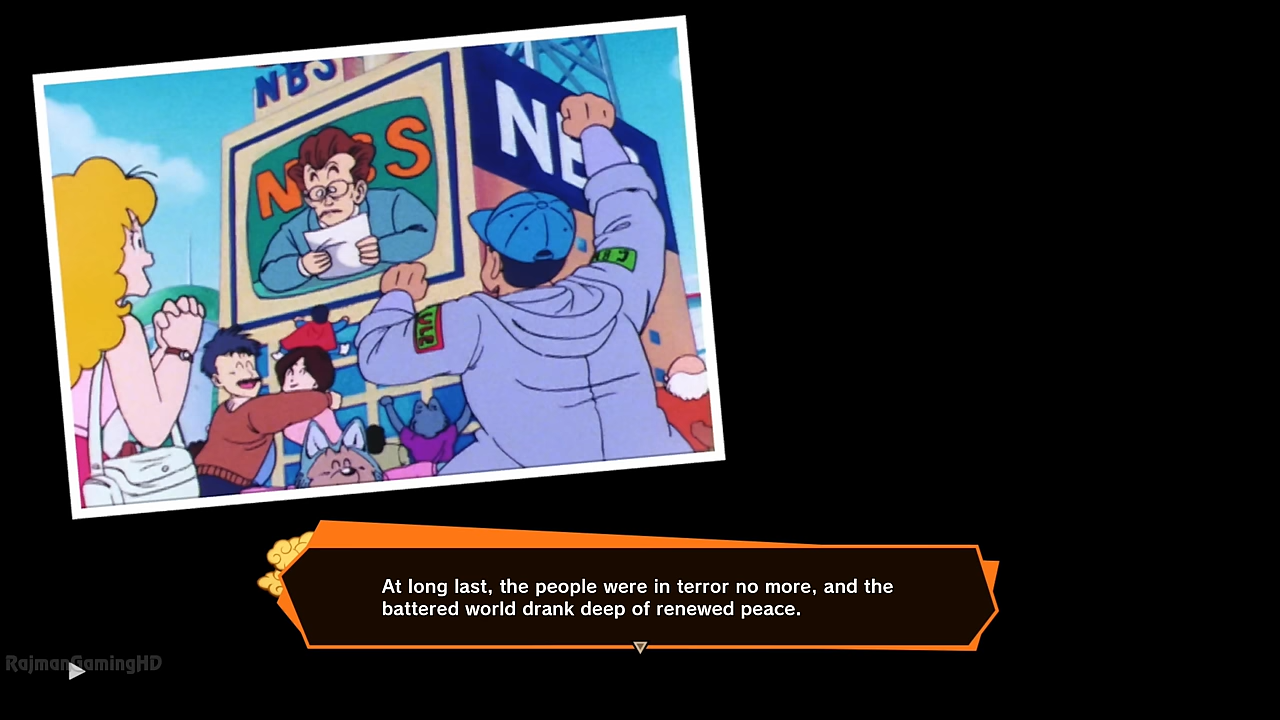 NBS
NBS
NB
At long last, the people were in terror no more, and the
battered world drank deep of renewed peace.
RajmanGamingHD